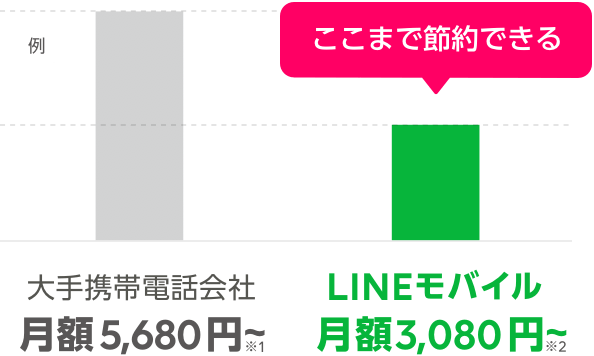 例
ここまで節約できる
大手携帯電話会社
月額5,680円~※1
LINEモバイル
月額3,080円~※2